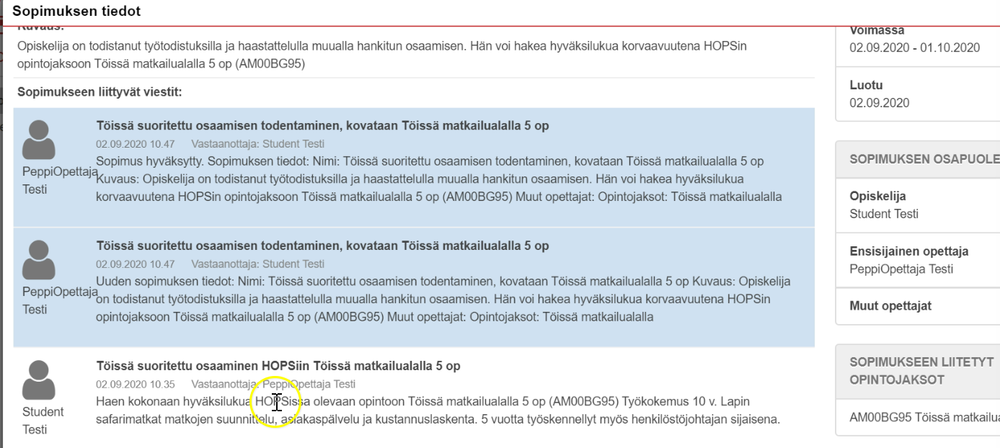 Sopimuksen tiedot
Kuvaus:
Opiskelija on todistanut työtodistuksilla ja haastattelulla muualla hankitun osaamisen. Hän voi hakea hyväksilukua korvaavuutena HOPSin
opintojaksoon Töissä matkailualalla 5 op (AM00BG95)
Sopimukseen liittyvät viestit:
Töissä suoritettu osaamisen todentaminen, kovataan Töissä matkailualalla 5 op
02.09.2020 10.47 Vastaanottaja: Student Testi
Sopimus hyväksytty. Sopimuksen tiedot: Nimi: Töissä suoritettu osaamisen todentaminen, kovataan Töissä matkailualalla 5 op
PeppiOpettaja
Testi
Kuvaus: Opiskelija on todistanut työtodistuksilla ja haastattelulla muualla hankitun osaamisen. Hän voi hakea hyväksilukua
korvaavuutena HOPSin opintojaksoon Töissä matkailualalla 5 op (AM00BG95) Muut opettajat: Opintojaksot: Töissä matkailualalla
Töissä suoritettu osaamisen todentaminen, kovataan Töissä matkailualalla 5 op
02.09.2020 10.47 Vastaanottaja: Student Testi
Uuden sopimuksen tiedot: Nimi: Töissä suoritettu osaamisen todentaminen, kovataan Töissä matkailualalla 5 op Kuvaus: Opiskelija
PeppiOpettaja
Testi
on todistanut työtodistuksilla ja haastattelulla muualla hankitun osaamisen. Hän voi hakea hyväksilukua korvaavuutena HOPSin
opintojaksoon Töissä matkailualalla 5 op (AM00BG95) Muut opettajat: Opintojaksot: Töissä matkailualalla
Töissä suoritettu osaaminen HOPSiin Töissä matkailualalla 5 op
02.09.2020 10.35 Vastaanottaja: PeppiOpettaja Testi
Haen kokonaan hyväksilukua HOPSissa olevaan opintoon Töissä matkailualalla 5 op (AM00BG95) Työkokemus 10 v. Lapin
safarimatkat matkojen suunnittelu, asiakaspalvelu ja kustannuslaskenta. 5 vuotta työskennellyt myös henkilöstöjohtajan sijaisena.
Student
Testi
Voimassa
02.09.2020 - 01.10.2020
Luotu
02.09.2020
SOPIMUKSEN OSAPUOLE
Opiskelija
Student Testi
Ensisijainen opettaja
PeppiOpettaja Testi
Muut opettajat
SOPIMUKSEEN LIITETYT
OPINTOJAKSOT
AM00BG95 Töissä matkailua